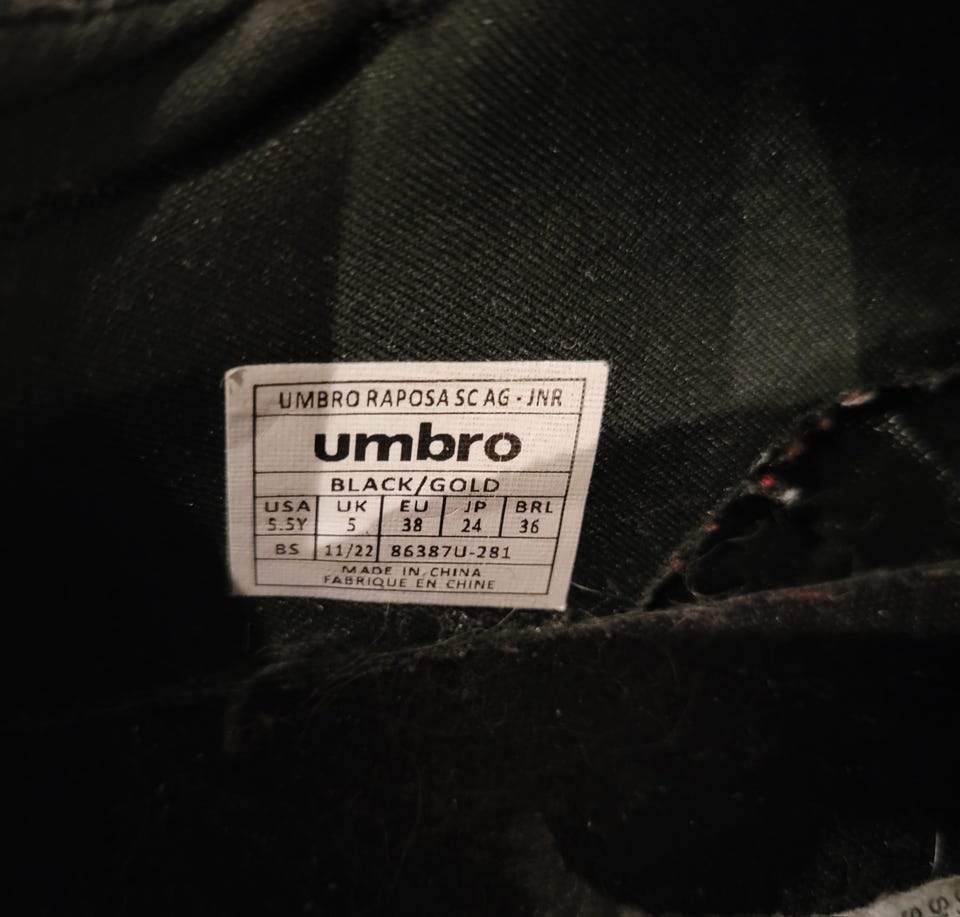 UMBRO RAPOSA SC AG - JNR
umbro
BLACK/GOLD
USA UK EU JP BRL
5.5Y 5 38 24 36
BS 11/22 86387U-281
MADE IN CHINA
FABRIQUE EN CHINE